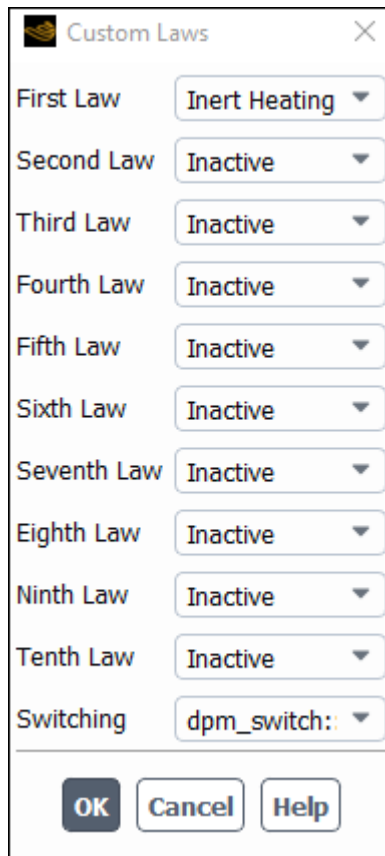 Custom Laws
First Law Inert Heating
Second Law Inactive
Third Law Inactive
Fourth Law Inactive
Fifth Law Inactive
Sixth Law Inactive
Seventh Law Inactive
Eighth Law Inactive
Ninth Law Inactive
Tenth Law Inactive
Switching dpm_switch::
OK Cancel Help